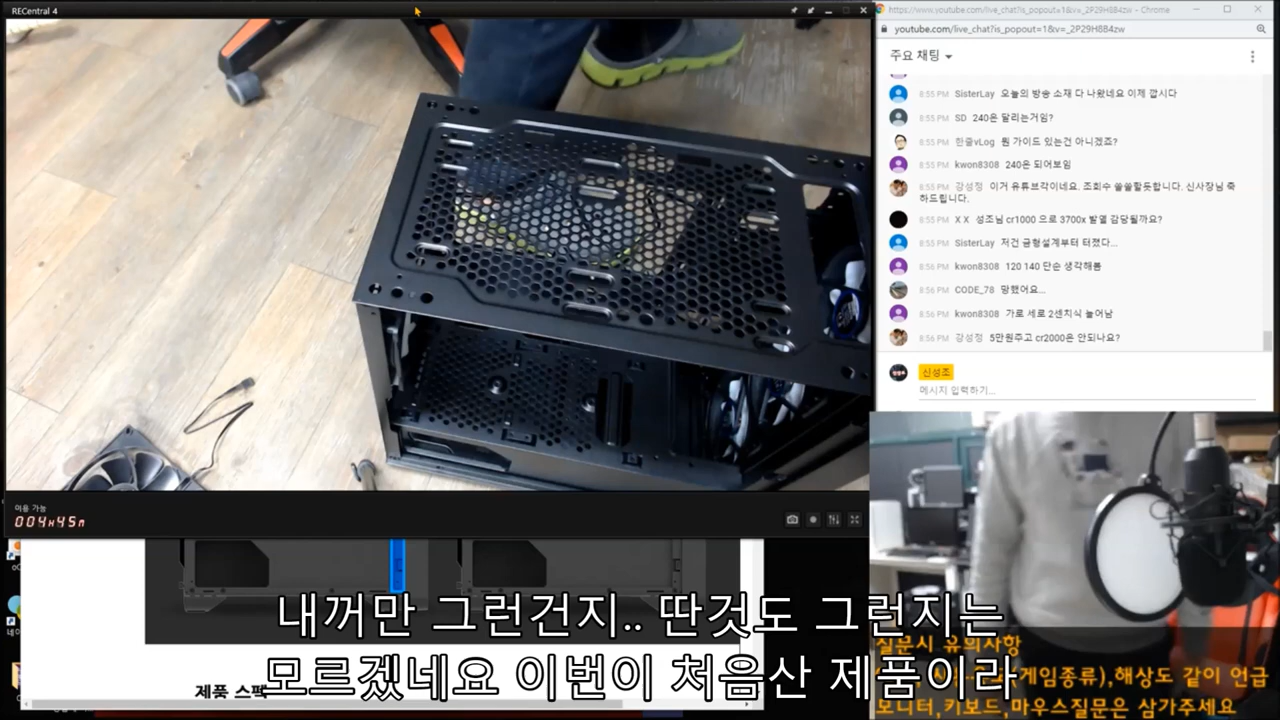 RECentral 4
https://www.youtube.com/live_chat?is_popout=1&v=_2P29H8B4zw - Chrome
youtube.com/live_chat?is_popout=1&v=_2P29H8B4zw
주요 채팅
8:55 PM SisterLay 오늘의 방송 소재 다 나왔네요 이제 깝시다
8:55 PM SD 240은 달리는거임?
8:55 PM 한줄vLog 뭔 가이드 있는건 아니겠죠?
8:55 PM kwon8308 240은 되어보임
8:55 PM 강성정 이거 유튜브각이네요. 조회수 쏠쏠할듯합니다. 신사장님 축
하드립니다.
8:55 PM X X 성조님 cr1000 으로 3700x 발열 감당될까요?
8:55 PM SisterLay 저건 금형설계부터 터졌다...
8:56 PM kwon8308 120 140 단순 생각해봄
8:56 PM CODE_78 망했어요...
8:56 PM kwon8308 가로 세로 2센치식 늘어남
8:56 PM 강성정 5만원주고 cr2000은 안되나요?
신성조
메시지 입력하기...
이용 가능
004H45M
내꺼만 그런건지.. 딴것도 그런지는
모르겠네요 이번이 처음산 제품이라
제품 스펙
질문시 유의사항
(게임종류),해상도 같이 언급
모니터,키보드,마우스질문은 삼가주세요